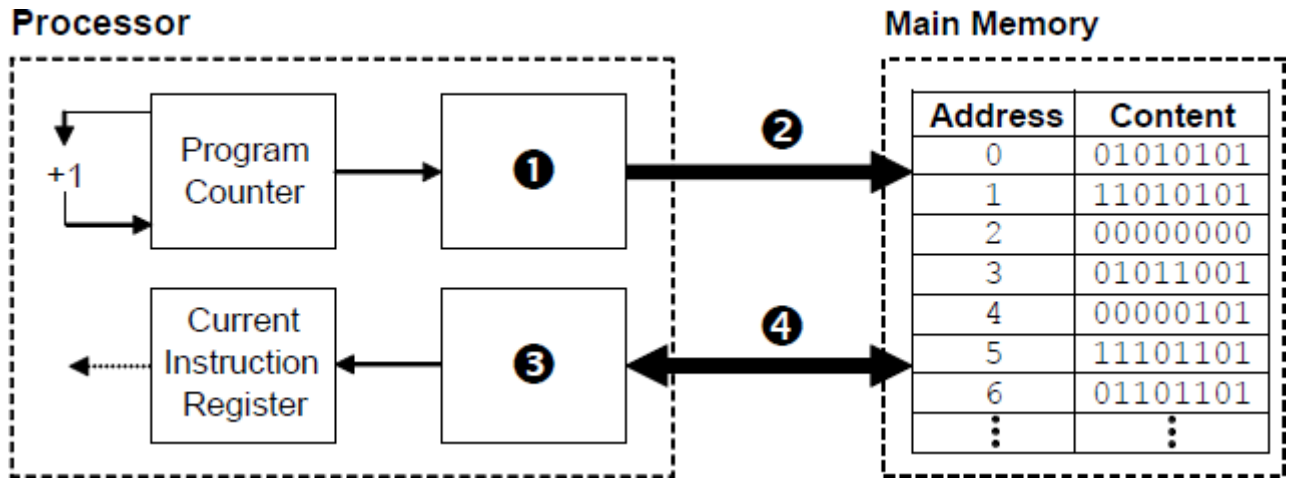 Processor
Main Memory
+1
Program
Counter
❶
❷
Current
Instruction
Register
❸
❹
Address Content
0 01010101
1 11010101
2 00000000
3 01011001
4 00000101
5 11101101
6 01101101
⋮ ⋮